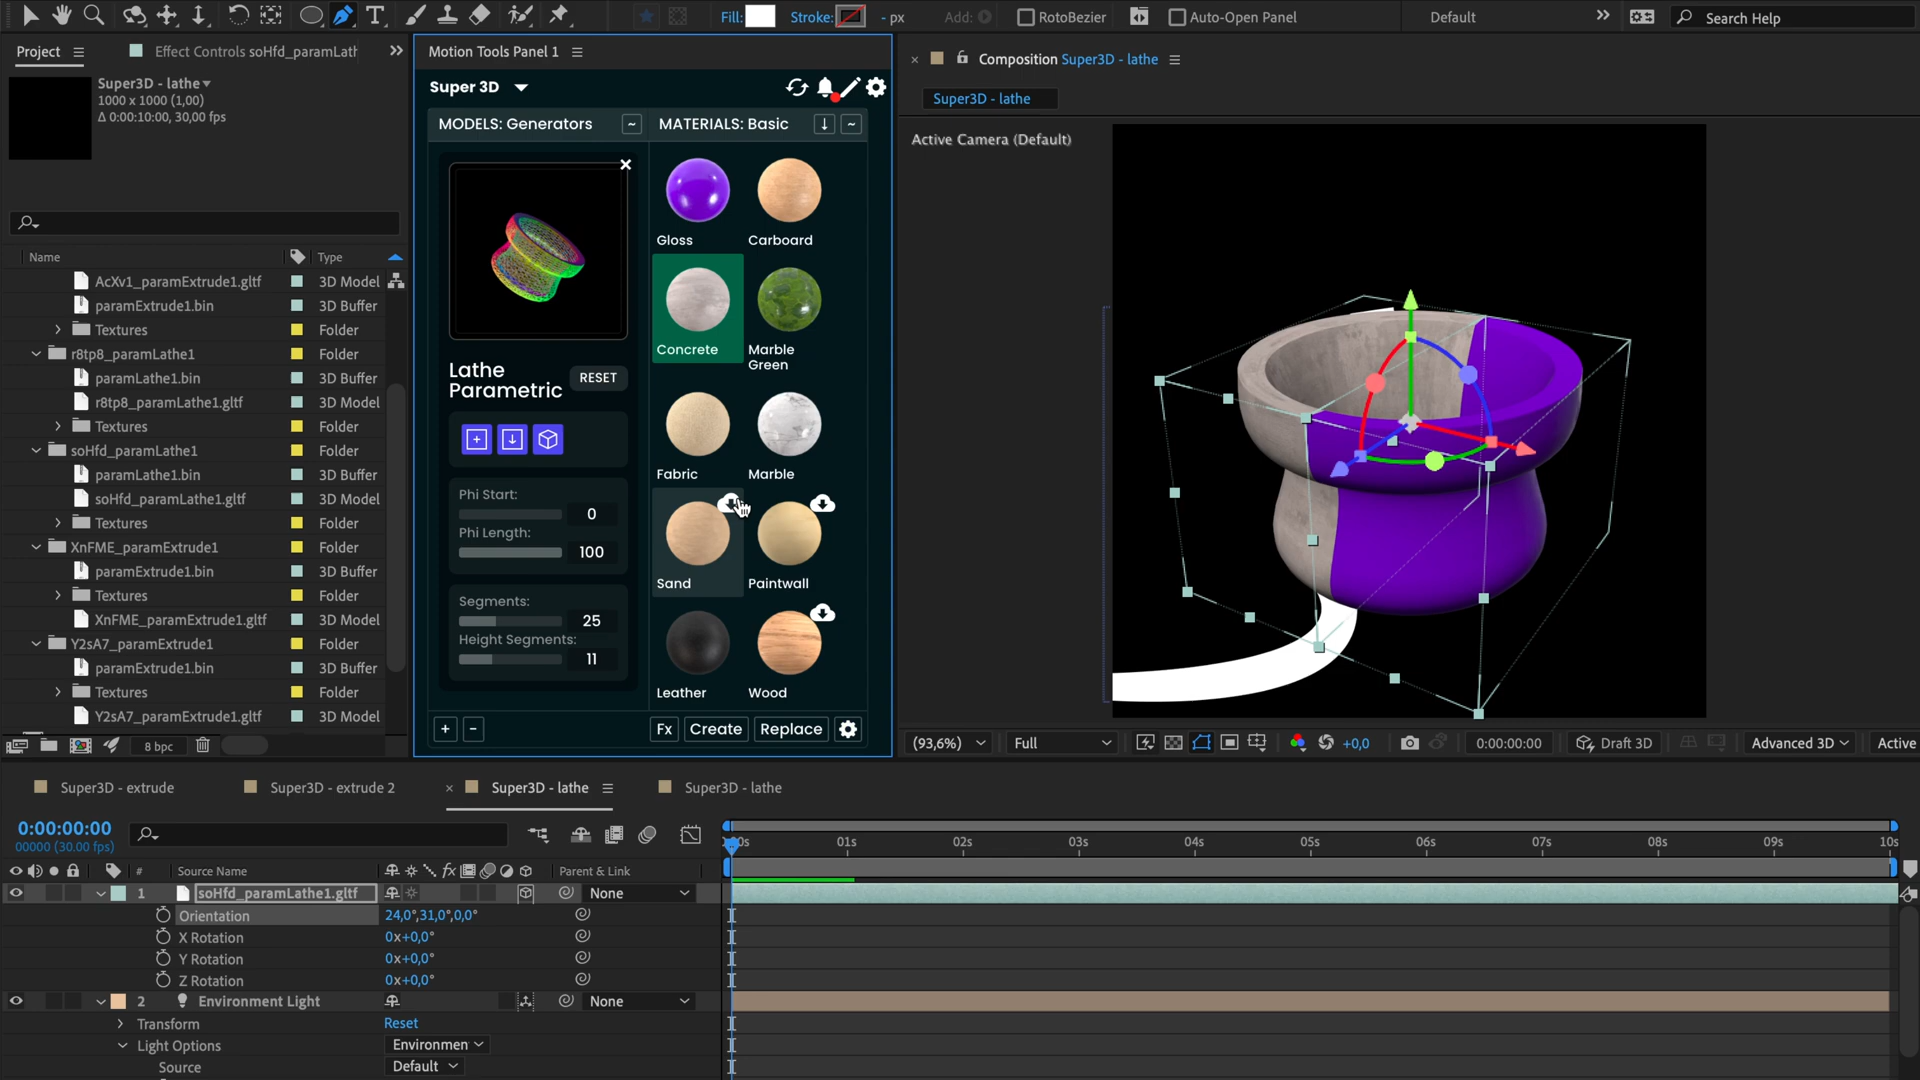 Fill:
Stroke:
- px
Add:
RotoBezier
Auto-Open Panel
Default
Search Help
Project
Effect Controls soHfd_paramLath
Super3D - lathe
1000 x 1000 (1,00)
Δ 0:00:10:00, 30,00 fps
Name
Type
AcXv1_paramExtrude1.gltf
3D Model
paramExtrude1.bin
3D Buffer
Textures
Folder
r8tp8_paramLathe1
Folder
paramLathe1.bin
3D Buffer
r8tp8_paramLathe1.gltf
3D Model
Textures
Folder
soHfd_paramLathe1
Folder
paramLathe1.bin
3D Buffer
soHfd_paramLathe1.gltf
3D Model
Textures
Folder
XnFME_paramExtrude1
Folder
paramExtrude1.bin
3D Buffer
Textures
Folder
XnFME_paramExtrude1.gltf
3D Model
Y2sA7_paramExtrude1
Folder
paramExtrude1.bin
3D Buffer
Textures
Folder
Y2sA7_paramExtrude1.gltf
3D Model
8 bpc
Motion Tools Panel 1
Super 3D
MODELS: Generators
~
MATERIALS: Basic
~
Lathe
Parametric
RESET
Phi Start:
0
Phi Length:
100
Segments:
25
Height Segments:
11
+
-
Gloss
Carboard
Concrete
Marble
Green
Fabric
Marble
Sand
Paintwall
Leather
Wood
Fx
Create
Replace
Composition Super3D - lathe
Super3D - lathe
Active Camera (Default)
(93,6%)
Full
+0,0
0:00:00:00
Draft 3D
Advanced 3D
Active
Super3D - extrude
Super3D - extrude 2
Super3D - lathe
Super3D - lathe
0:00:00:00
00000 (30.00 fps)
00s
01s
02s
03s
04s
05s
06s
07s
08s
09s
10s
#
Source Name
fx
Parent & Link
1
soHfd_paramLathe1.gltf
None
Orientation
24,0°,31,0°,0,0°
X Rotation
0x+0,0°
Y Rotation
0x+0,0°
Z Rotation
0x+0,0°
2
Environment Light
None
Transform
Reset
Light Options
Environmen
Source
Default